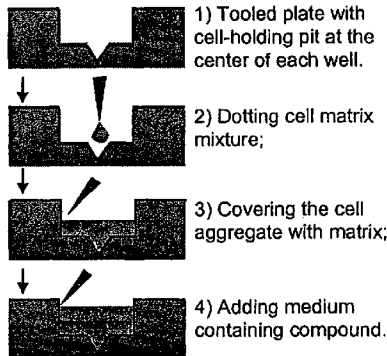 1) Tooled plate with
cell-holding pit at the
center of each well.
2) Dotting cell matrix
mixture;
3) Covering the cell
aggregate with matrix;
4) Adding medium
containing compound.